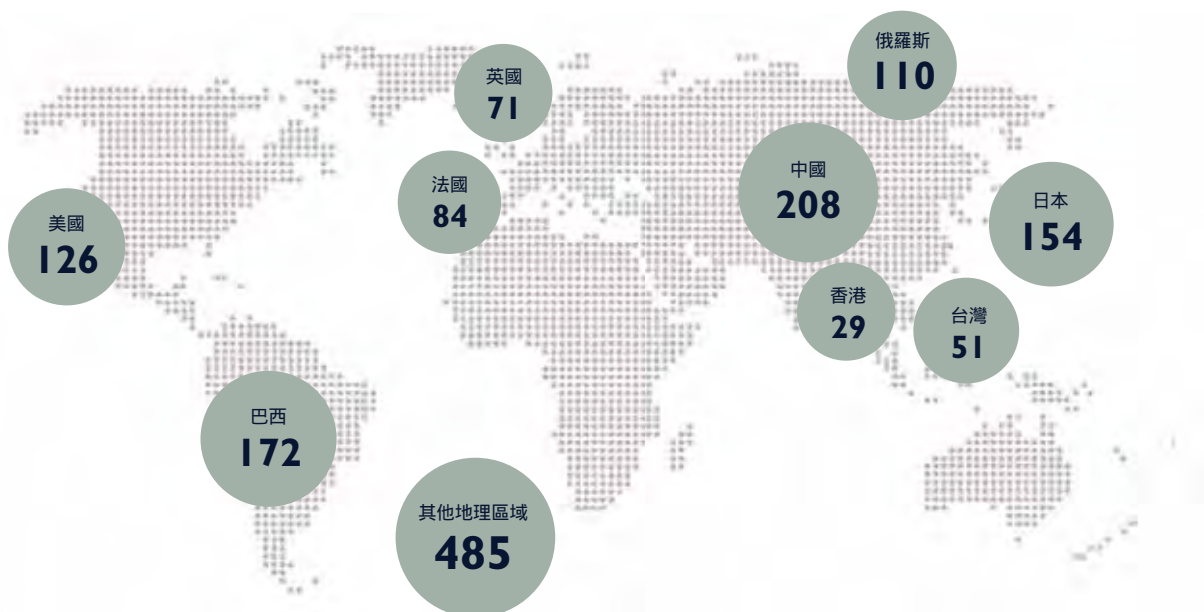 俄羅斯
110
英國
71
中國
208
法國
84
日本
154
美國
126
香港
29
台灣
51
巴西
172
其他地理區域
485